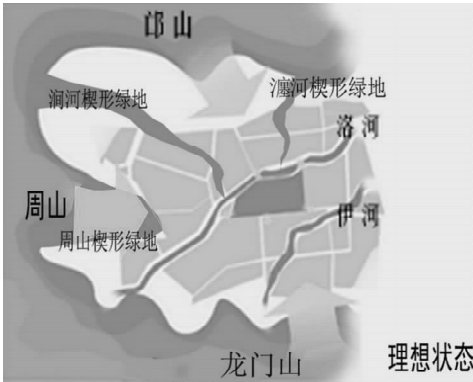 邙山
涧河楔形绿地
瀍河楔形绿地
洛河
周山
伊河
周山楔形绿地
龙门山
理想状态